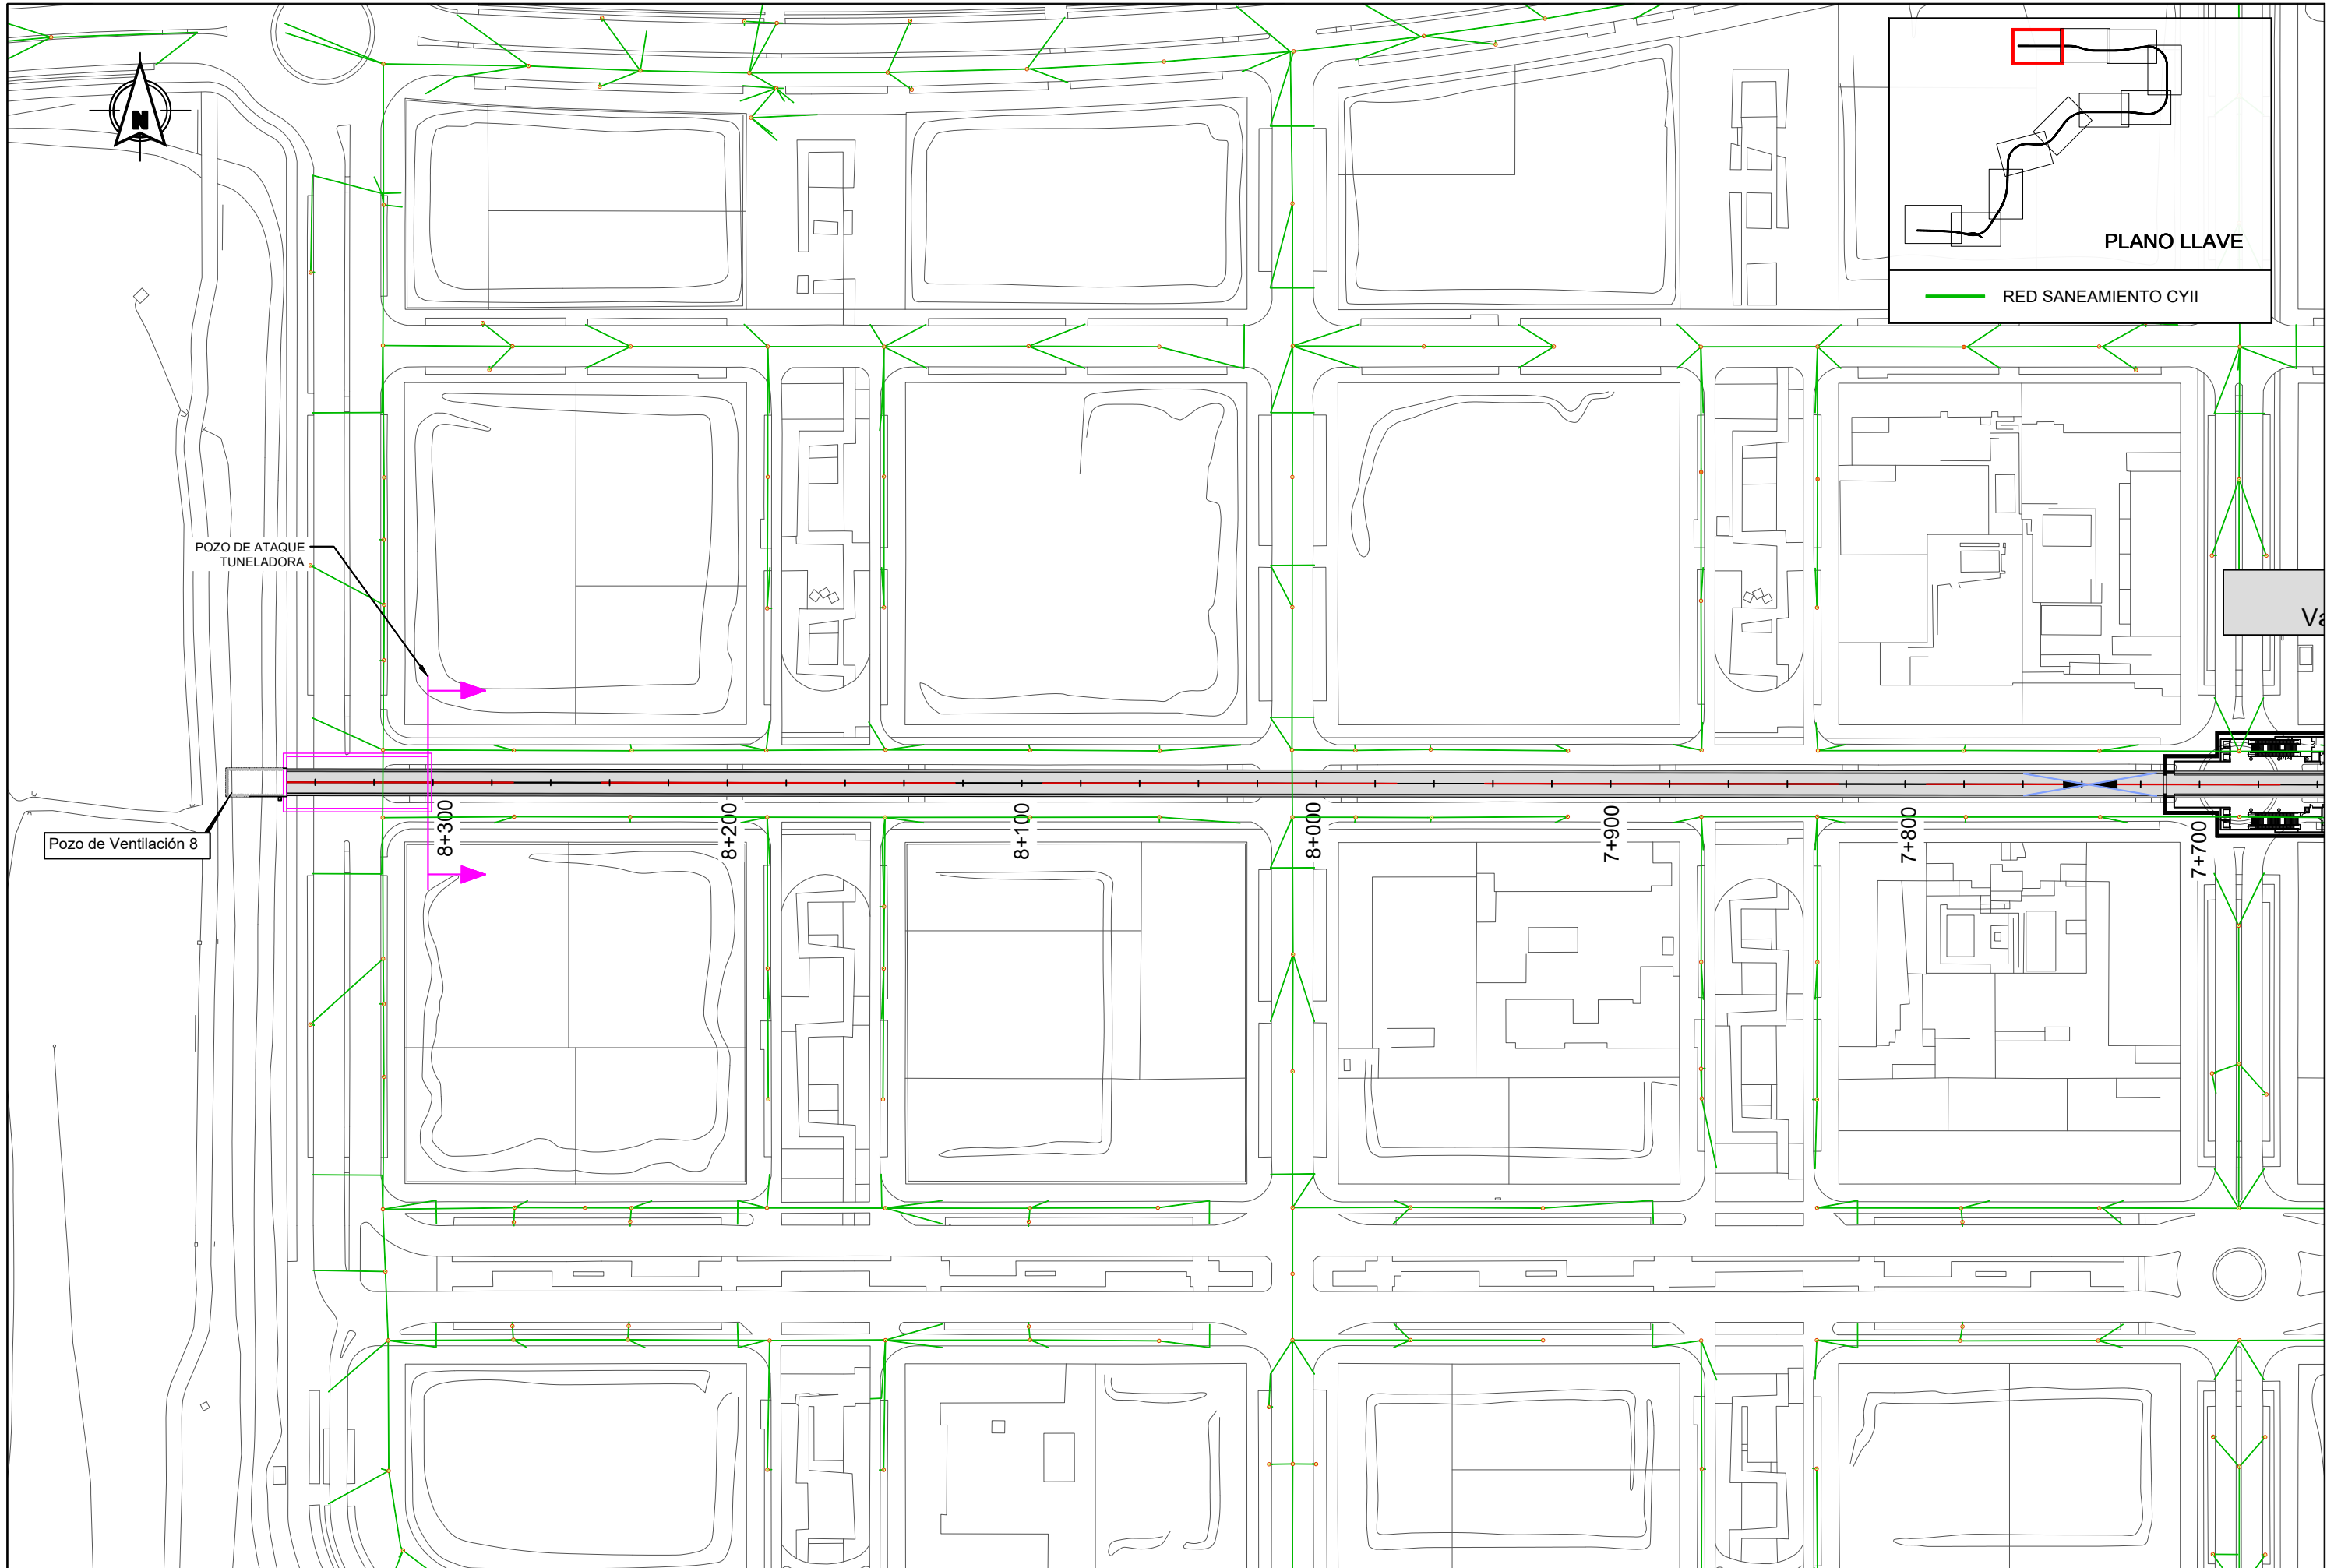 N
PLANO LLAVE
RED SANEAMIENTO CYII
POZO DE ATAQUE
TUNELADORA
Va
Pozo de Ventilación 8
8+300
8+200
8+100
8+000
7+900
7+800
7+700